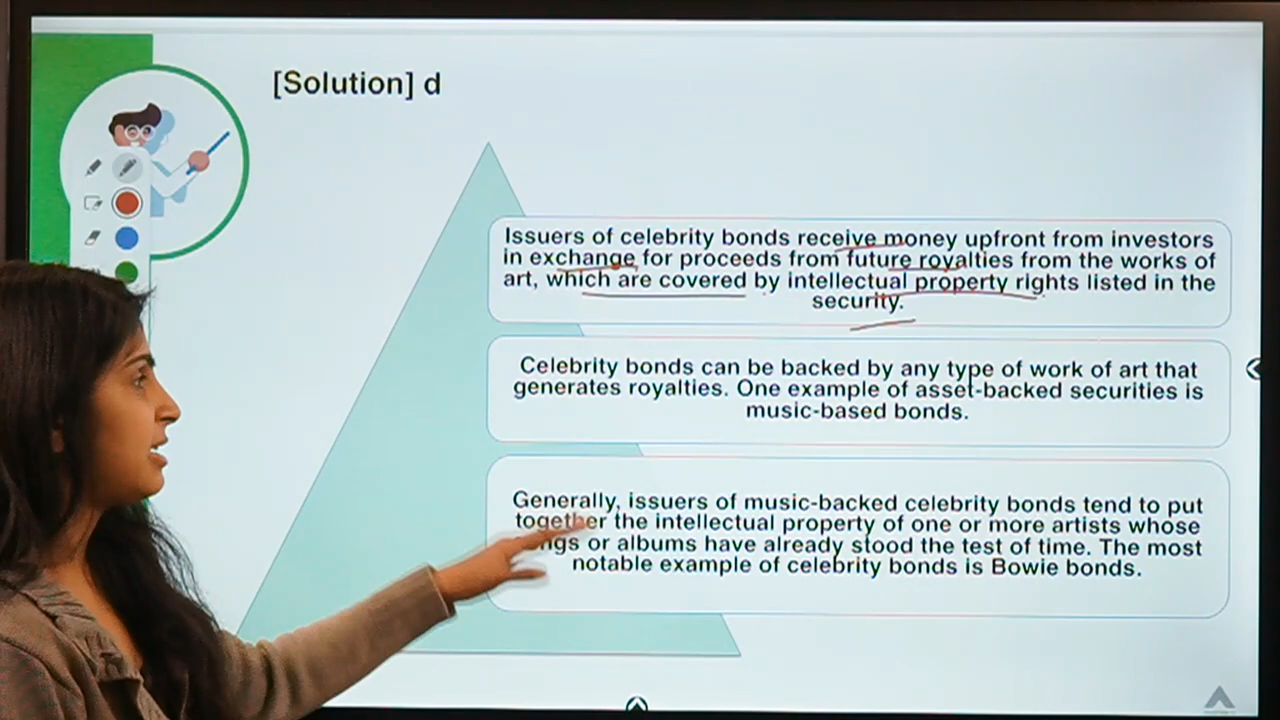 [Solution] d
Issuers of celebrity bonds receive money upfront from investors
in exchange for proceeds from future royalties from the works of
art, which are covered by intellectual property rights listed in the
security.
Celebrity bonds can be backed by any type of work of art that
generates royalties. One example of asset-backed securities is
music-based bonds.
Generally, issuers of music-backed celebrity bonds tend to put
together the intellectual property of one or more artists whose
or albums have already stood the test of time. The most
notable example of celebrity bonds is Bowie bonds.